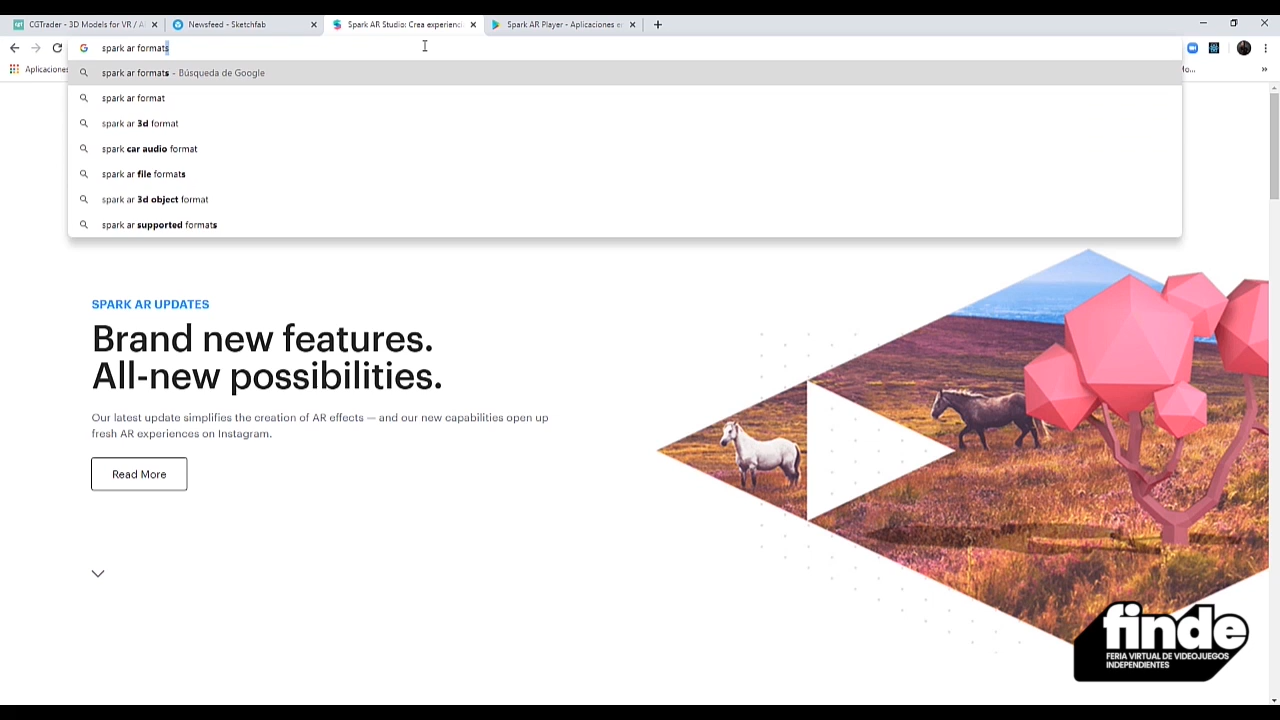 CGTrader - 3D Models for VR / A
Newsfeed - Sketchfab
Spark AR Studio: Crea experienci
Spark AR Player - Aplicaciones e
spark ar formats
Aplicaciones
spark ar formats - Búsqueda de Google
spark ar format
spark ar 3d format
spark car audio format
spark ar file formats
spark ar 3d object format
spark ar supported formats
SPARK AR UPDATES
Brand new features.
All-new possibilities.
Our latest update simplifies the creation of AR effects — and our new capabilities open up
fresh AR experiences on Instagram.
Read More
finde
FERIA VIRTUAL DE VIDEOJUEGOS
INDEPENDIENTES